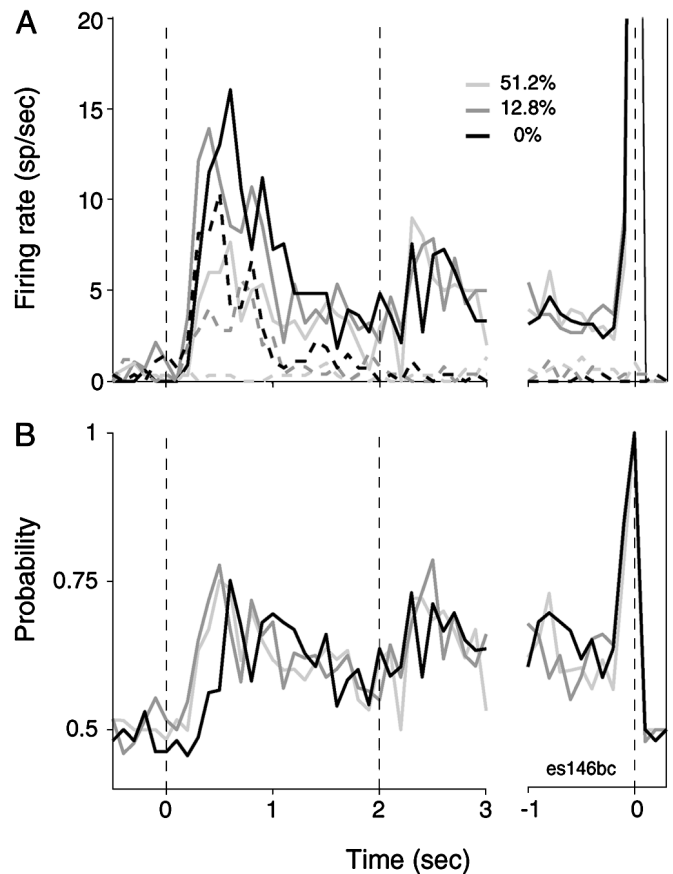 A
20
15
10
5
0
Firing rate (sp/sec)
51.2%
12.8%
0%
B
1
0.75
0.5
Probability
es146bc
0 1 2 3 -1 0
Time (sec)